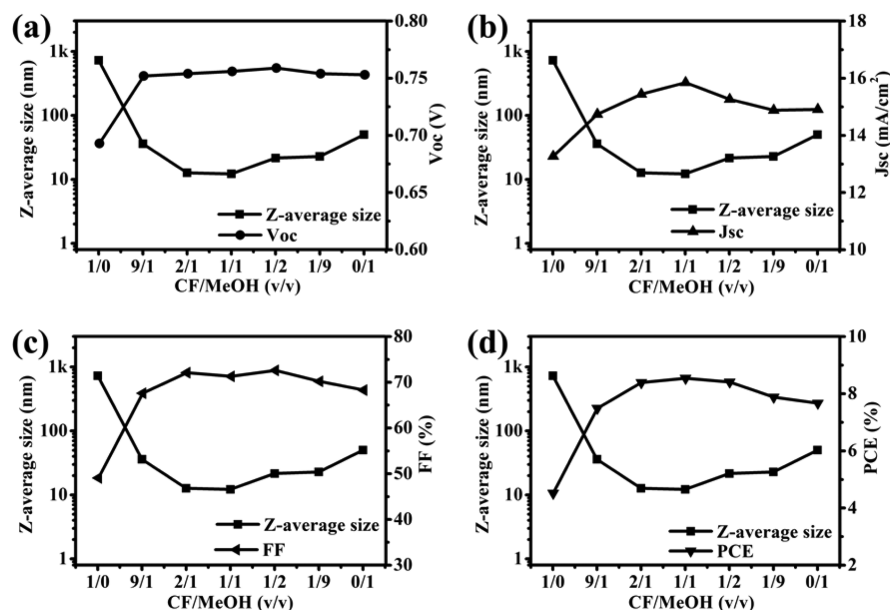 (a)
Z-average size (nm)
1k
100
10
1
0.80
0.75
0.70
0.65
0.60
Voc (V)
Z-average size
Voc
1/0 9/1 2/1 1/1 1/2 1/9 0/1
CF/MeOH (v/v)
(b)
Z-average size (nm)
1k
100
10
1
18
16
14
12
10
Jsc (mA/cm²)
Z-average size
Jsc
1/0 9/1 2/1 1/1 1/2 1/9 0/1
CF/MeOH (v/v)
(c)
Z-average size (nm)
1k
100
10
1
80
70
60
50
40
30
FF (%)
Z-average size
FF
1/0 9/1 2/1 1/1 1/2 1/9 0/1
CF/MeOH (v/v)
(d)
Z-average size (nm)
1k
100
10
1
10
8
6
4
2
PCE (%)
Z-average size
PCE
1/0 9/1 2/1 1/1 1/2 1/9 0/1
CF/MeOH (v/v)